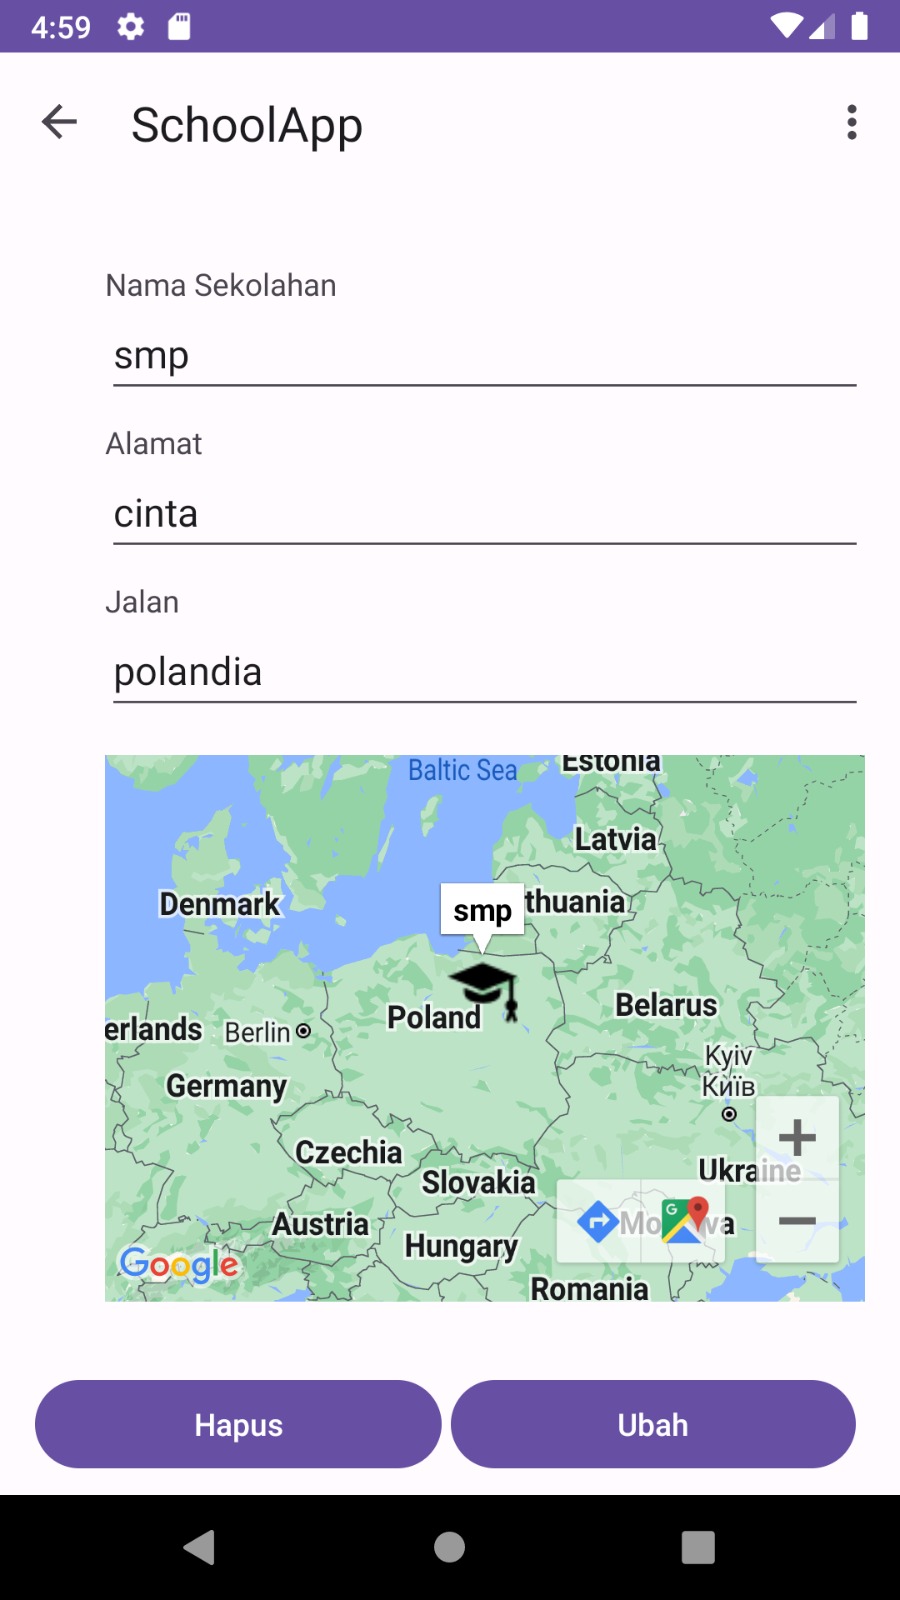 4:59
SchoolApp
Nama Sekolahan
smp
Alamat
cinta
Jalan
polandia
Baltic Sea
Estonia
Latvia
Denmark
smp
thuania
Poland
Belarus
erlands
Berlin
Kyiv
Київ
Germany
Czechia
Ukraine
Slovakia
Austria
Mo va
Hungary
Google
Romania
Hapus
Ubah